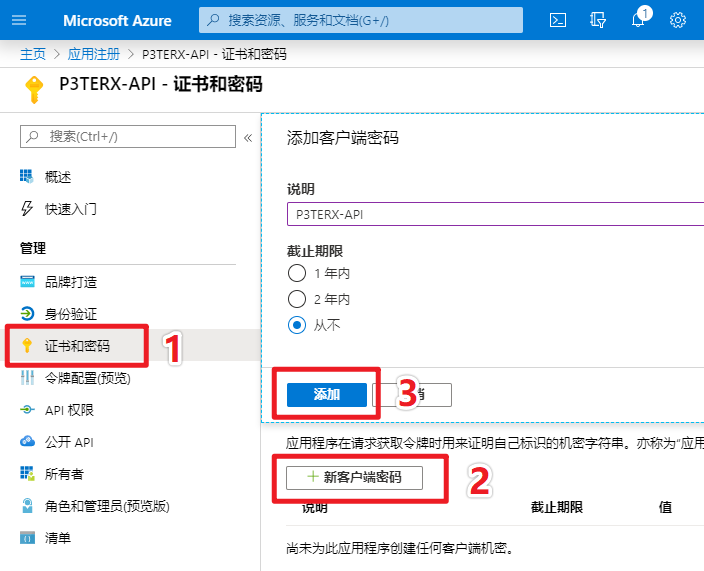 Microsoft Azure
搜索资源、服务和文档(G+/)
1
主页 > 应用注册 > P3TERX-API - 证书和密码
P3TERX-API - 证书和密码
搜索(Ctrl+/)
«
概述
快速入门
管理
品牌打造
身份验证
证书和密码
1
令牌配置(预览)
API 权限
公开 API
所有者
角色和管理员(预览版)
清单
添加客户端密码
说明
P3TERX-API
截止期限
1 年内
2 年内
从不
添加
3
消
应用程序在请求获取令牌时用来证明自己标识的机密字符串。亦称为"应用
+ 新客户端密码
2
说明 截止期限 值
尚未为此应用程序创建任何客户端机密。